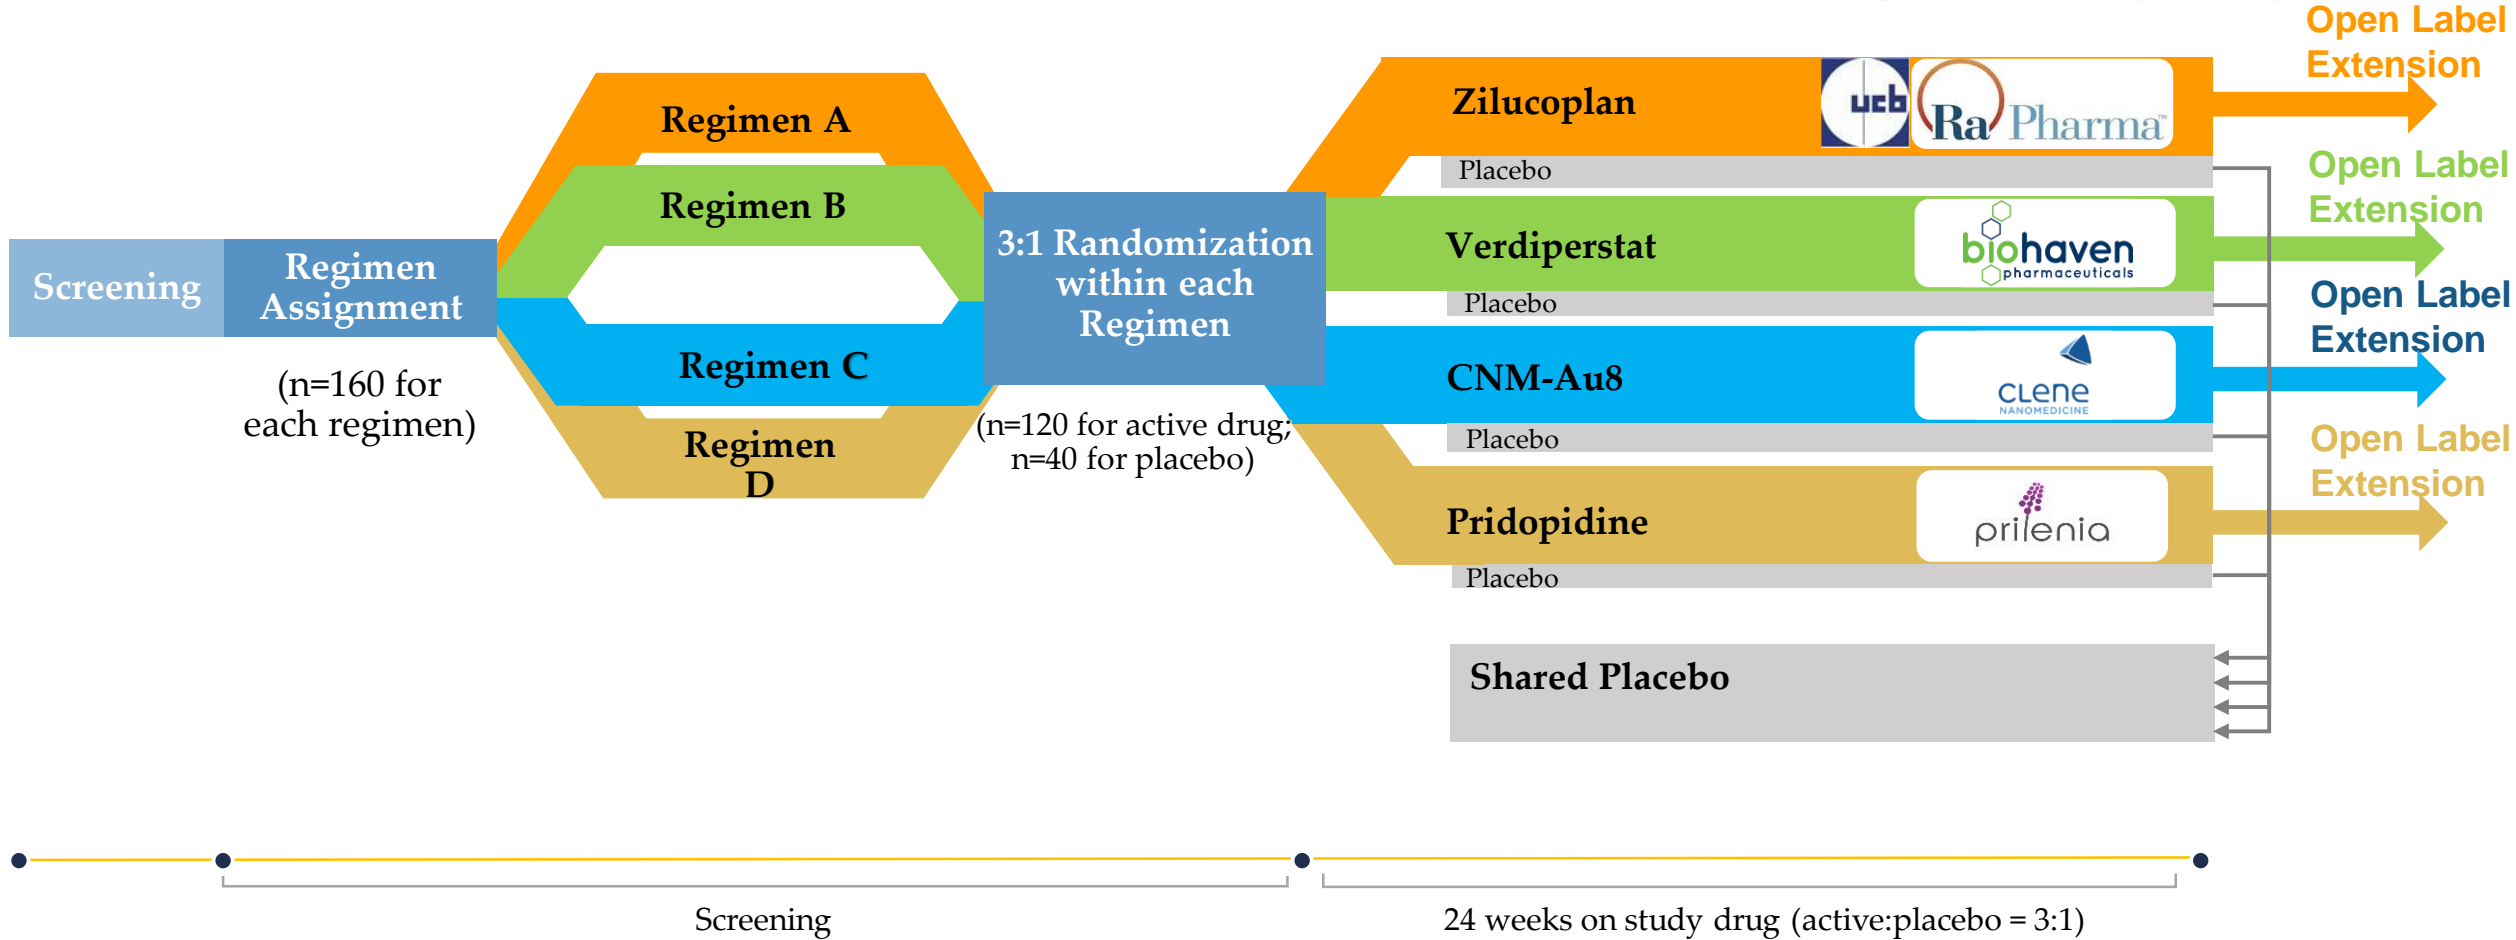 Open Label
Extension
Regimen A
Zilucoplan
ucb
Ra Pharma™
Placebo
Open Label
Extension
Regimen B
Screening
Regimen
Assignment
3:1 Randomization
within each
Regimen
Verdiperstat
biohaven
pharmaceuticals
Placebo
Open Label
Extension
(n=160 for
each regimen)
Regimen C
CNM-Au8
CLENE
NANOMEDICINE
Placebo
(n=120 for active drug;
n=40 for placebo)
Open Label
Extension
Regimen
D
Pridopidine
prilenia
Placebo
Shared Placebo
Screening
24 weeks on study drug (active:placebo = 3:1)